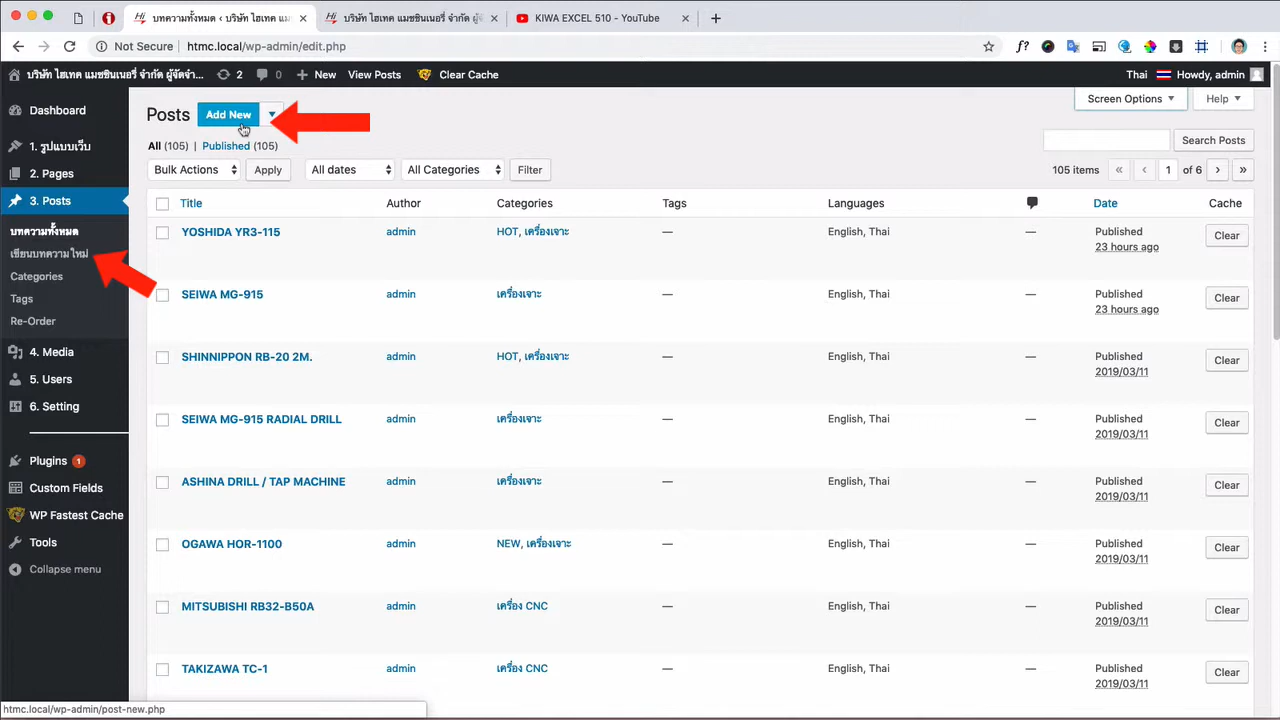 บทความทั้งหมด ‹ บริษัท ไฮเทค แมช
บริษัท ไฮเทค แมชชินเนอรี่ จำกัด ผู้จั
KIWA EXCEL 510 - YouTube
Not Secure
htmc.local/wp-admin/edit.php
f?
บริษัท ไฮเทค แมชชินเนอรี่ จำกัด ผู้จัดจำ...
2
0
New
View Posts
Clear Cache
Thai
Howdy, admin
Dashboard
1. รูปแบบเว็บ
2. Pages
3. Posts
บทความทั้งหมด
เขียนบทความใหม่
Categories
Tags
Re-Order
4. Media
5. Users
6. Setting
Plugins 1
Custom Fields
WP Fastest Cache
Tools
Collapse menu
Posts
Add New
Screen Options
Help
All (105) | Published (105)
Search Posts
Bulk Actions
Apply
All dates
All Categories
Filter
105 items « ‹ 1 of 6 › »
Title Author Categories Tags Languages Date Cache
YOSHIDA YR3-115 admin HOT, เครื่องเจาะ — English, Thai — Published Clear
23 hours ago
SEIWA MG-915 admin เครื่องเจาะ — English, Thai — Published Clear
23 hours ago
SHINNIPPON RB-20 2M. admin HOT, เครื่องเจาะ — English, Thai — Published Clear
2019/03/11
SEIWA MG-915 RADIAL DRILL admin เครื่องเจาะ — English, Thai — Published Clear
2019/03/11
ASHINA DRILL / TAP MACHINE admin เครื่องเจาะ — English, Thai — Published Clear
2019/03/11
OGAWA HOR-1100 admin NEW, เครื่องเจาะ — English, Thai — Published Clear
2019/03/11
MITSUBISHI RB32-B50A admin เครื่อง CNC — English, Thai — Published Clear
2019/03/11
TAKIZAWA TC-1 admin เครื่อง CNC — English, Thai — Published Clear
2019/03/11
htmc.local/wp-admin/post-new.php